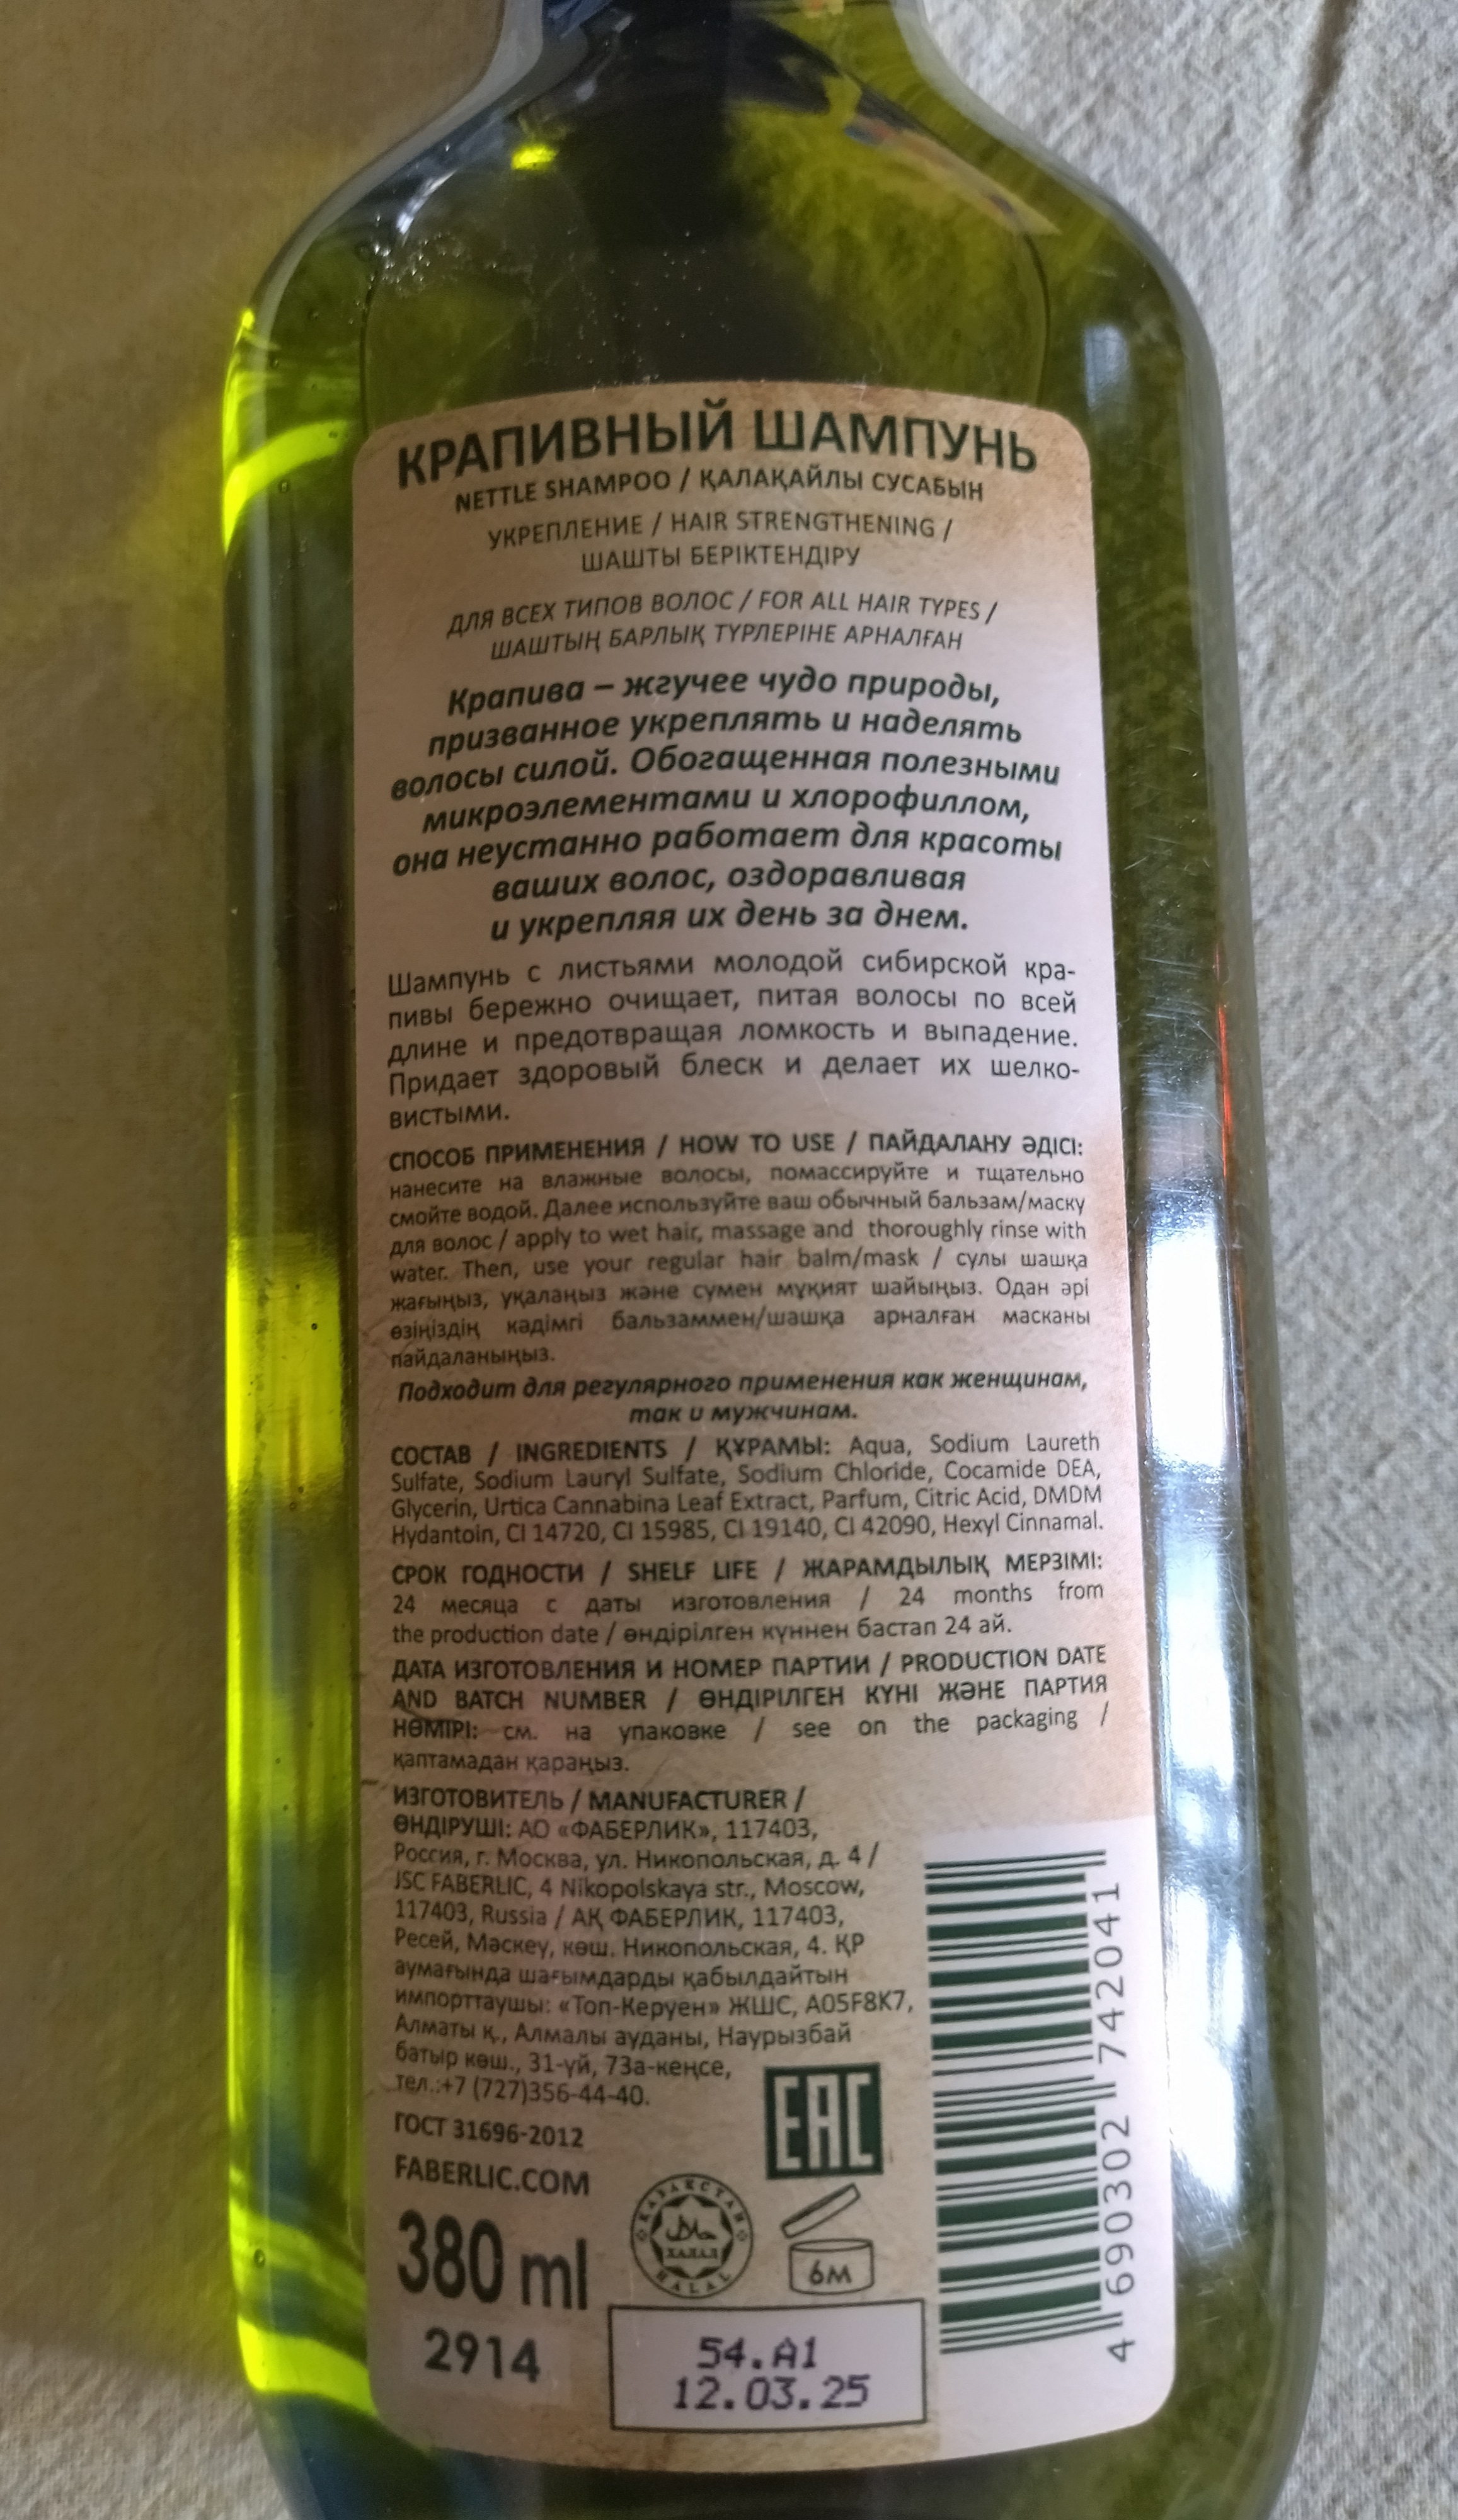 КРАПИВНЫЙ ШАМПУНЬ
NETTLE SHAMPOO / ҚАЛАҚАЙЛЫ СУСАБЫН
УКРЕПЛЕНИЕ / HAIR STRENGTHENING /
ШАШТЫ БЕРІКТЕНДІРУ
ДЛЯ ВСЕХ ТИПОВ ВОЛОС / FOR ALL HAIR TYPES /
ШАШТЫҢ БАРЛЫҚ ТҮРЛЕРІНЕ АРНАЛҒАН
Крапива – жгучее чудо природы,
призванное укреплять и наделять
волосы силой. Обогащенная полезными
микроэлементами и хлорофиллом,
она неустанно работает для красоты
ваших волос, оздоравливая
и укрепляя их день за днем.
Шампунь с листьями молодой сибирской кра-
пивы бережно очищает, питая волосы по всей
длине и предотвращая ломкость и выпадение.
Придает здоровый блеск и делает их шелко-
вистыми.
СПОСОБ ПРИМЕНЕНИЯ / HOW TO USE / ПАЙДАЛАНУ ӘДІСІ:
нанесите на влажные волосы, помассируйте и тщательно
смойте водой. Далее используйте ваш обычный бальзам/маску
для волос / apply to wet hair, massage and thoroughly rinse with
water. Then, use your regular hair balm/mask / сулы шашқа
жағыңыз, уқалаңыз және сумен мұқият шайыңыз. Одан әрі
өзіңіздің кәдімгі бальзаммен/шашқа арналған масканы
пайдаланыңыз.
Подходит для регулярного применения как женщинам,
так и мужчинам.
СОСТАВ / INGREDIENTS / ҚҰРАМЫ: Aqua, Sodium Laureth
Sulfate, Sodium Lauryl Sulfate, Sodium Chloride, Cocamide DEA,
Glycerin, Urtica Cannabina Leaf Extract, Parfum, Citric Acid, DMDM
Hydantoin, CI 14720, CI 15985, CI 19140, CI 42090, Hexyl Cinnamal.
СРОК ГОДНОСТИ / SHELF LIFE / ЖАРАМДЫЛЫҚ МЕРЗІМІ:
24 месяца с даты изготовления / 24 months from
the production date / өндірілген күннен бастап 24 ай.
ДАТА ИЗГОТОВЛЕНИЯ И НОМЕР ПАРТИИ / PRODUCTION DATE
AND BATCH NUMBER / ӨНДІРІЛГЕН КҮНІ ЖӘНЕ ПАРТИЯ
НӨМІРІ: см. на упаковке / see on the packaging /
қаптамадан қараңыз.
ИЗГОТОВИТЕЛЬ / MANUFACTURER /
ӨНДІРУШІ: АО «ФАБЕРЛИК», 117403,
Россия, г. Москва, ул. Никопольская, д. 4 /
JSC FABERLIC, 4 Nikopolskaya str., Moscow,
117403, Russia / АҚ ФАБЕРЛИК, 117403,
Ресей, Мәскеу, көш. Никопольская, 4. ҚР
аумағында шағымдарды қабылдайтын
импорттаушы: «Топ-Керуен» ЖШС, A05F8K7,
Алматы қ., Алмалы ауданы, Наурызбай
батыр көш., 31-үй, 73а-кеңсе,
тел.:+7 (727)356-44-40.
ГОСТ 31696-2012
FABERLIC.COM
380 ml
2914
EAC
ҚАЗАҚСТАН
ХАЛАЛ
HALAL
6M
54.A1
12.03.25
4 690302 742041